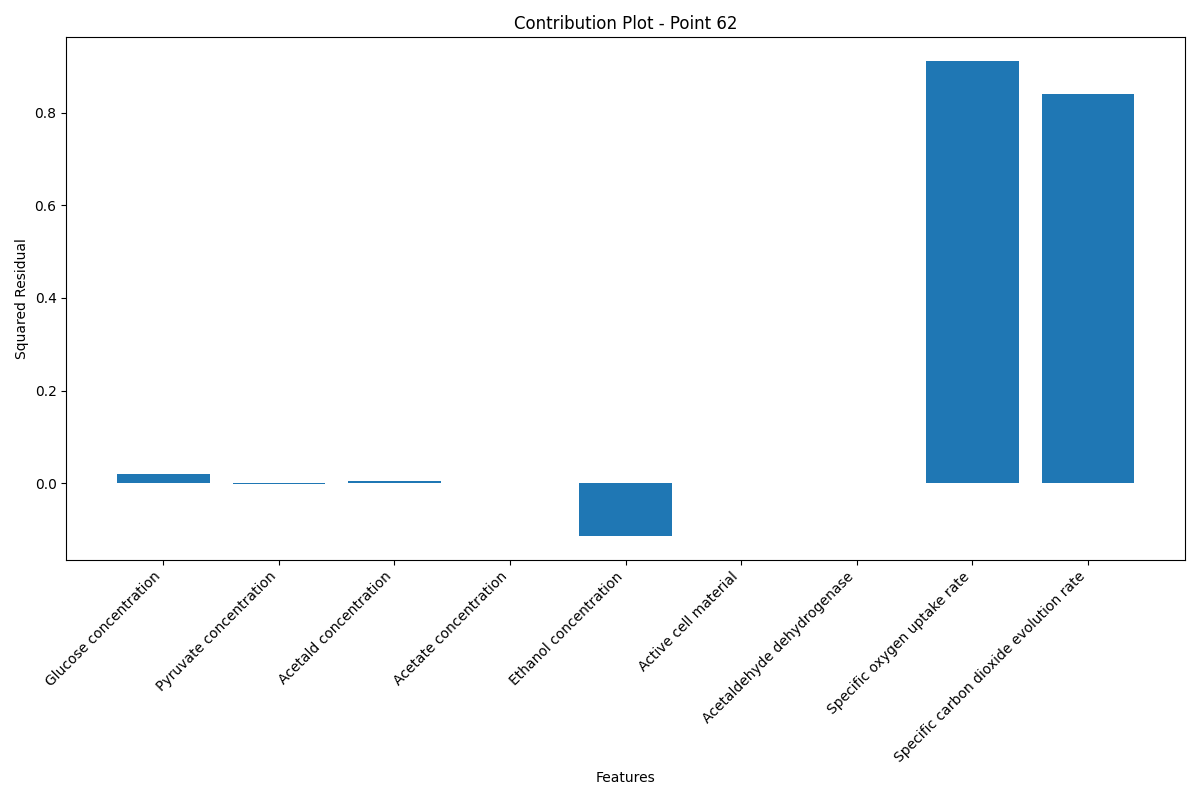 Contribution Plot - Point 62
Squared Residual
0.8
0.6
0.4
0.2
0.0
Glucose concentration
Pyruvate concentration
Acetald concentration
Acetate concentration
Ethanol concentration
Active cell material
Acetaldehyde dehydrogenase
Specific oxygen uptake rate
Specific carbon dioxide evolution rate
Features